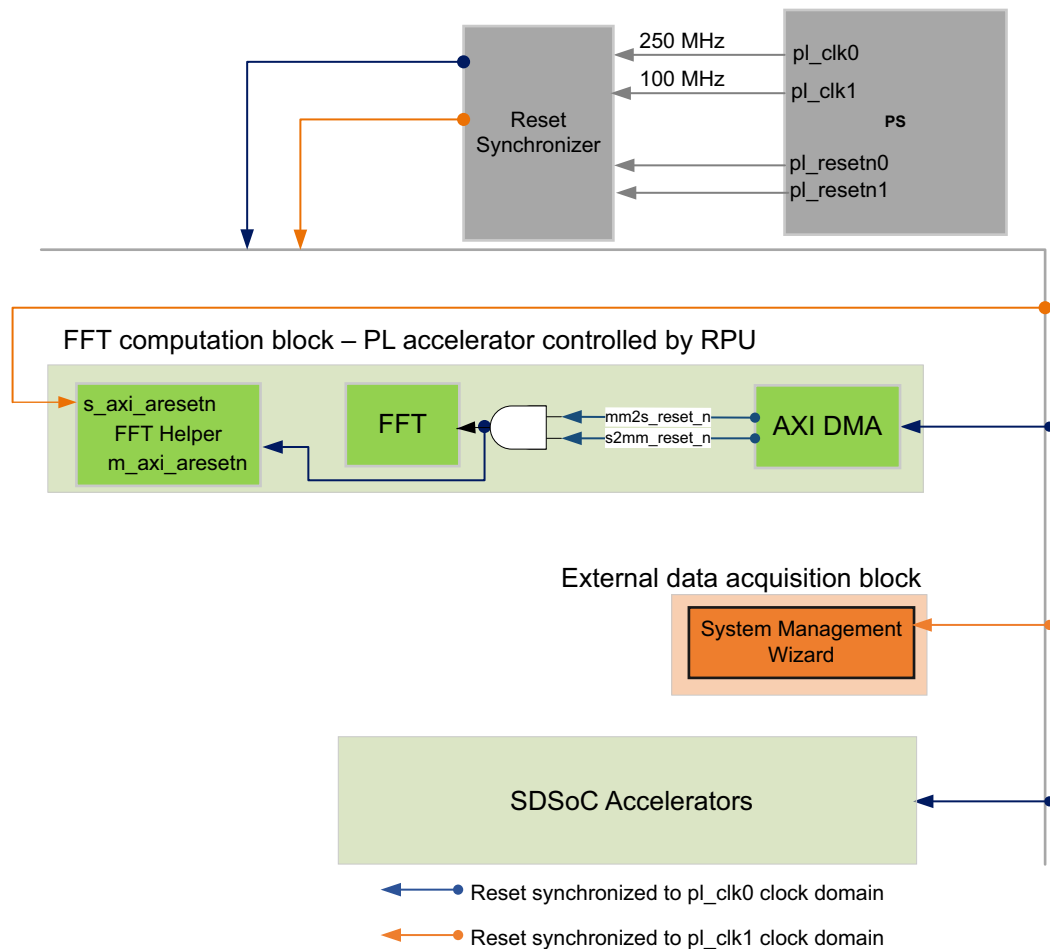 250 MHz
pl_clk0
100 MHz
pl_clk1
Reset
Synchronizer
PS
pl_resetn0
pl_resetn1
FFT computation block – PL accelerator controlled by RPU
s_axi_aresetn
FFT Helper
m_axi_aresetn
FFT
mm2s_reset_n
s2mm_reset_n
AXI DMA
External data acquisition block
System Management
Wizard
SDSoC Accelerators
Reset synchronized to pl_clk0 clock domain
Reset synchronized to pl_clk1 clock domain